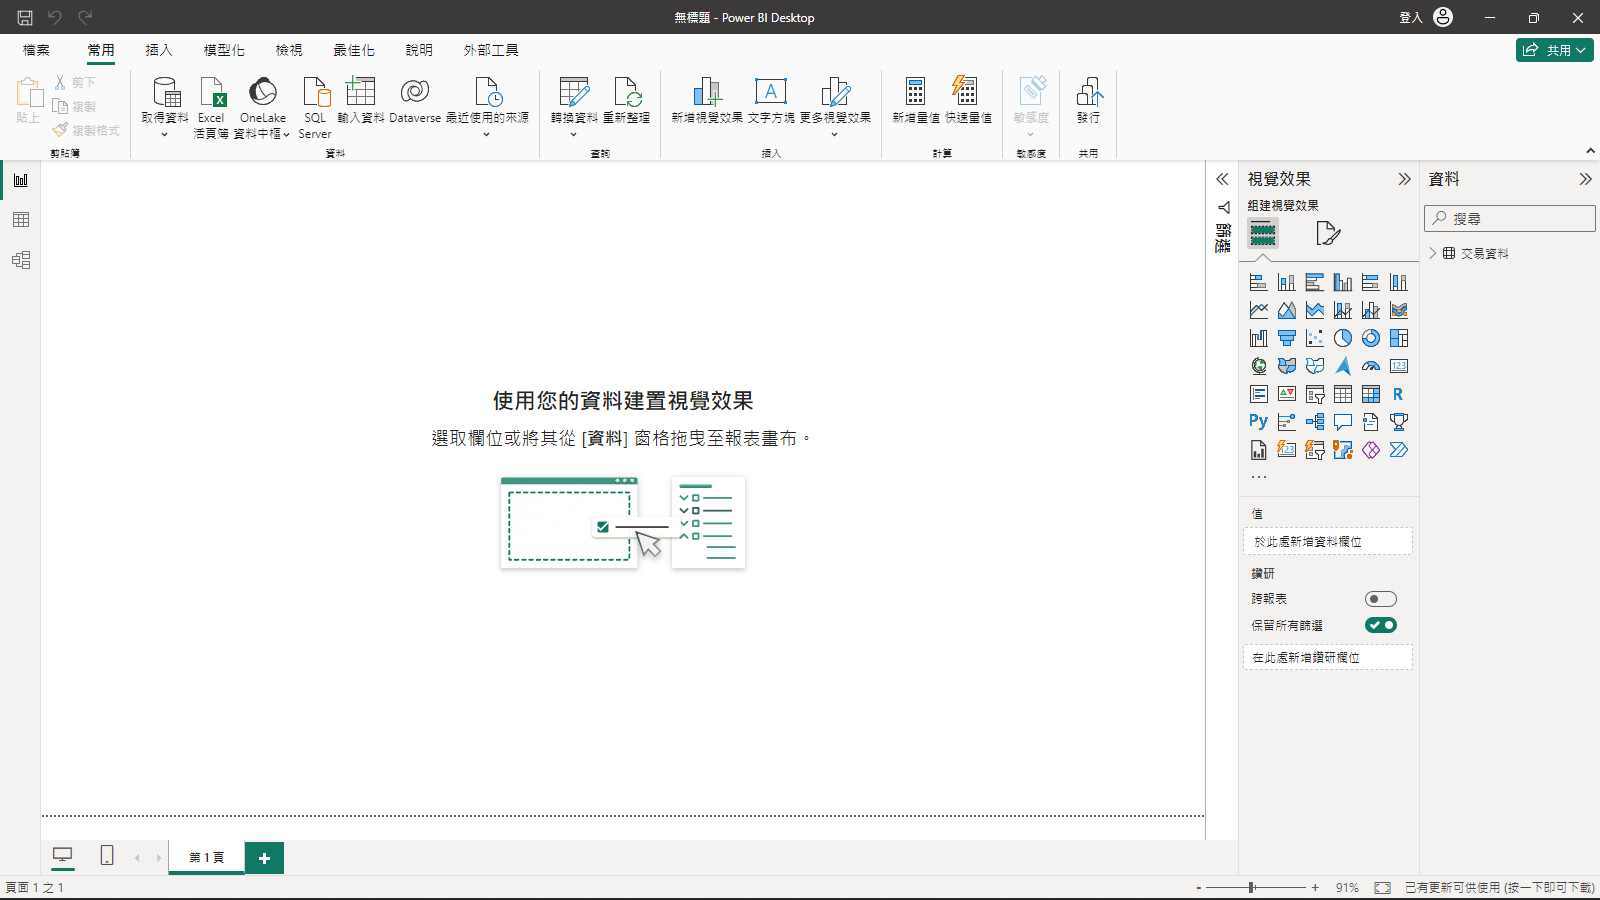 無標題 - Power BI Desktop
登入
檔案 常用 插入 模型化 檢視 最佳化 說明 外部工具
共用
貼上
剪下
複製
複製格式
剪貼簿
取得資料
Excel
活頁簿
OneLake
資料中樞
SQL
Server
輸入資料
Dataverse
最近使用的來源
資料
轉換資料
重新整理
查詢
新增視覺效果
文字方塊
更多視覺效果
插入
新增量值
快速量值
計算
敏感度
敏感度
發行
共用
使用您的資料建置視覺效果
選取欄位或將其從 [資料] 窗格拖曳至報表畫布。
篩選
視覺效果
組建視覺效果
值
於此處新增資料欄位
鑽研
跨報表
保留所有篩選
在此處新增鑽研欄位
資料
搜尋
交易資料
第 1 頁
頁面 1 之 1
- + 91%
已有更新可供使用 (按一下即可下載)